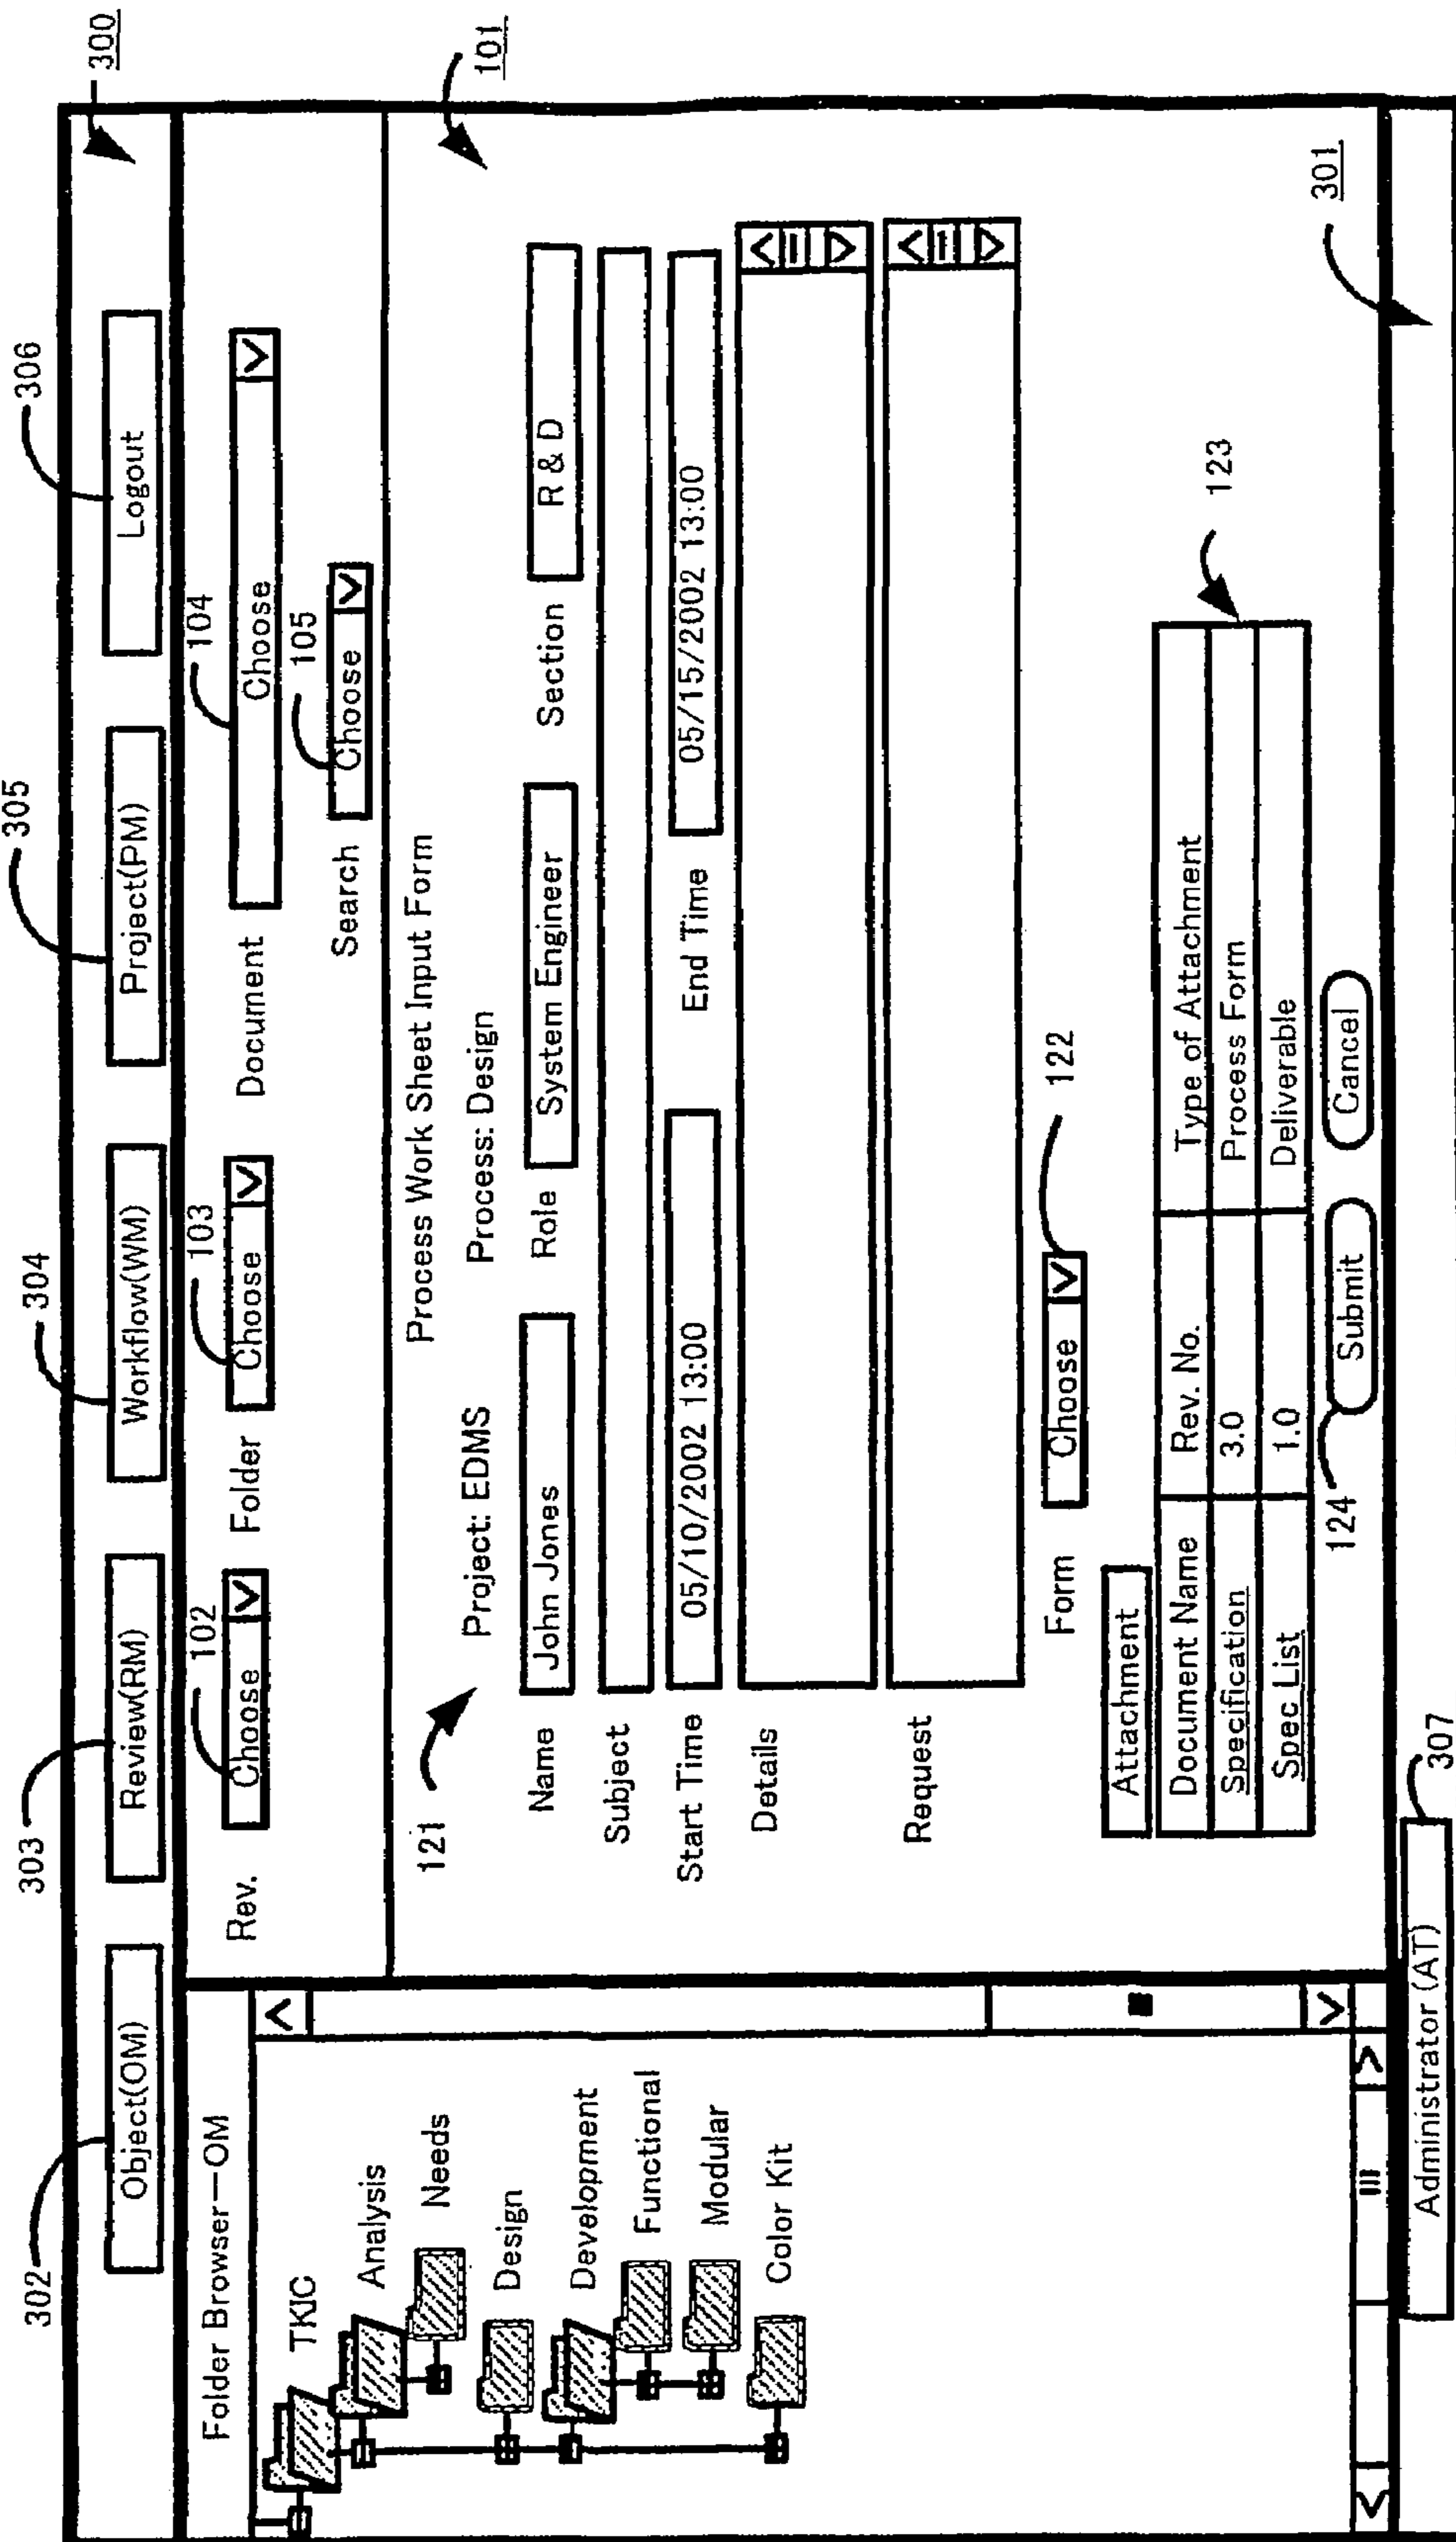 302 303 304 305 306 300
Object(OM) Review(RM) Workflow(WM) Project(PM) Logout
102 103 104
Folder Browser—OM
Rev. Choose Folder Choose Document Choose
105
Search Choose
TKIC
Analysis
Needs
Design
Development
Functional
Modular
Color Kit
101
121
Process Work Sheet Input Form
Project: EDMS Process: Design
Name John Jones Role System Engineer Section R & D
Subject
Start Time 05/10/2002 13:00 End Time 05/15/2002 13:00
Details
Request
Form Choose 122
Attachment
123
Document Name Rev. No. Type of Attachment
Specification 3.0 Process Form
Spec List 1.0 Deliverable
124 Submit Cancel
301
Administrator (AT) 307